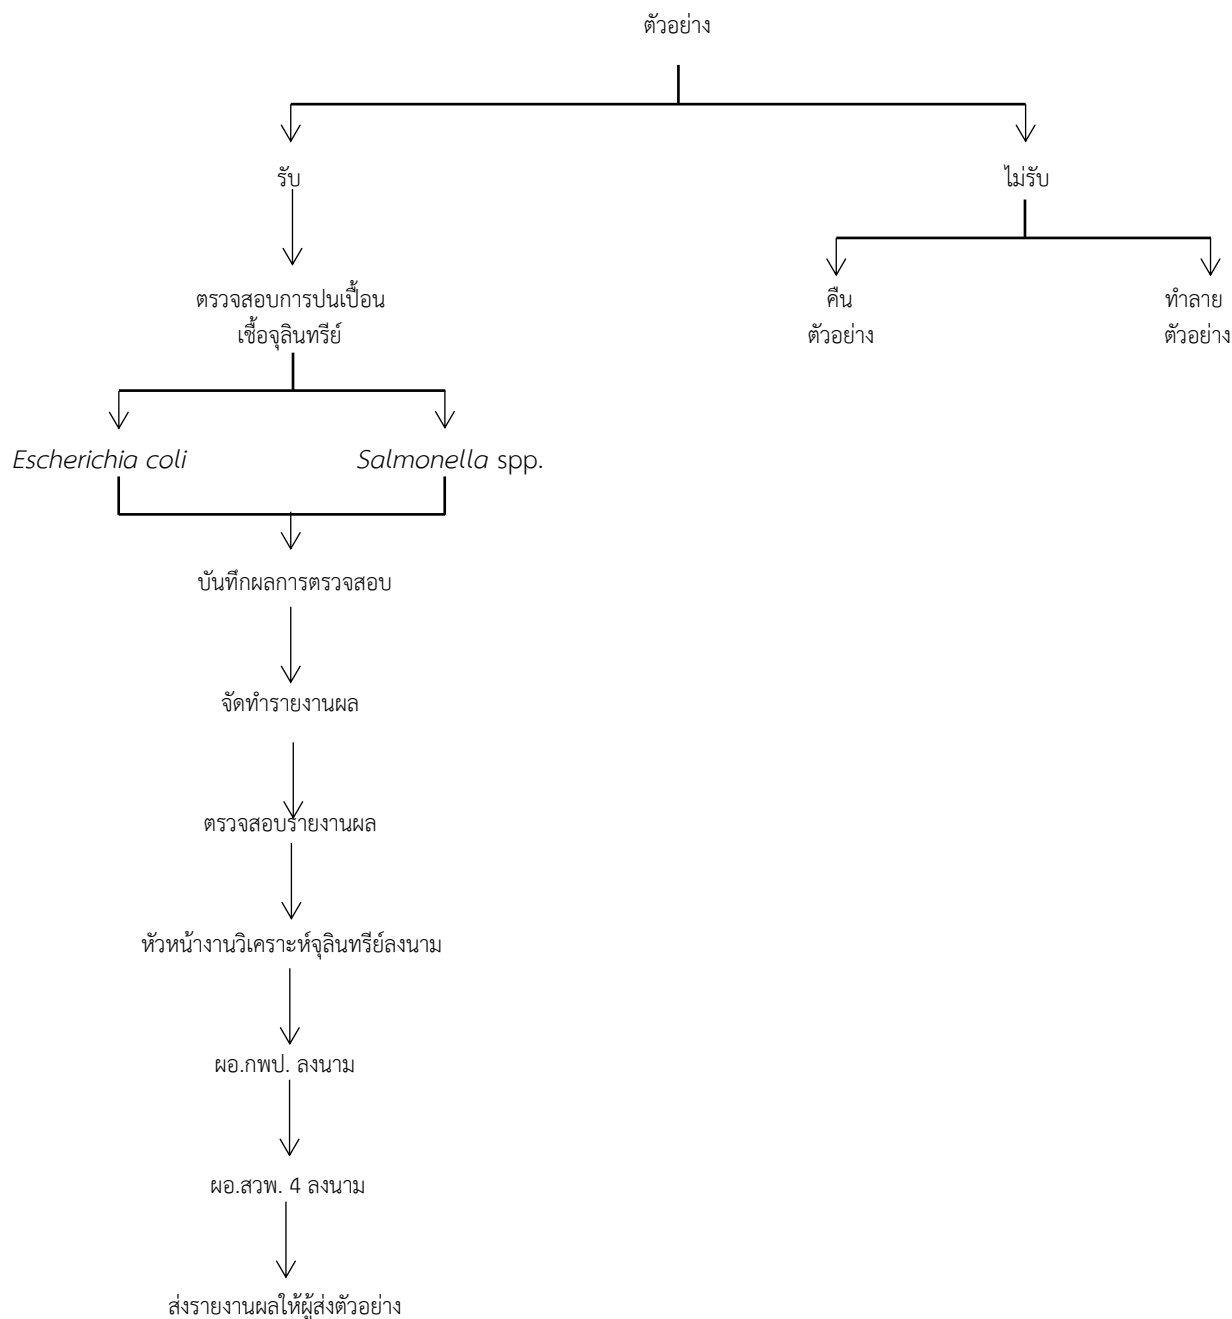 ตัวอย่าง
รับ
ไม่รับ
ตรวจสอบการปนเปื้อน
เชื้อจุลินทรีย์
คืน
ตัวอย่าง
ทำลาย
ตัวอย่าง
Escherichia coli
Salmonella spp.
บันทึกผลการตรวจสอบ
จัดทำรายงานผล
ตรวจสอบรายงานผล
หัวหน้างานวิเคราะห์จุลินทรีย์ลงนาม
ผอ.กพป. ลงนาม
ผอ.สวพ. 4 ลงนาม
ส่งรายงานผลให้ผู้ส่งตัวอย่าง